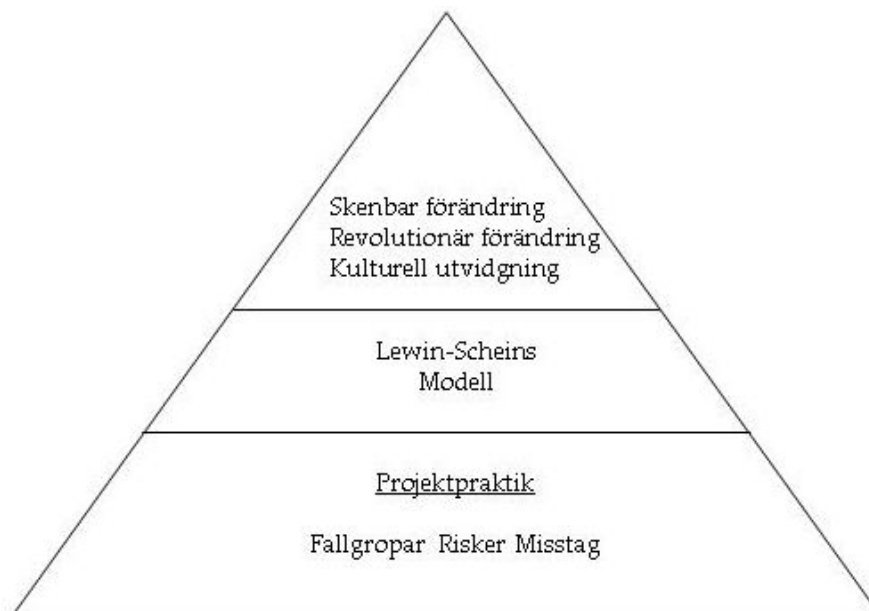 Skenbar förändring
Revolutionär förändring
Kulturell utvidgning
Lewin-Scheins
Modell
Projektpraktik
Fallgropar Risker Misstag